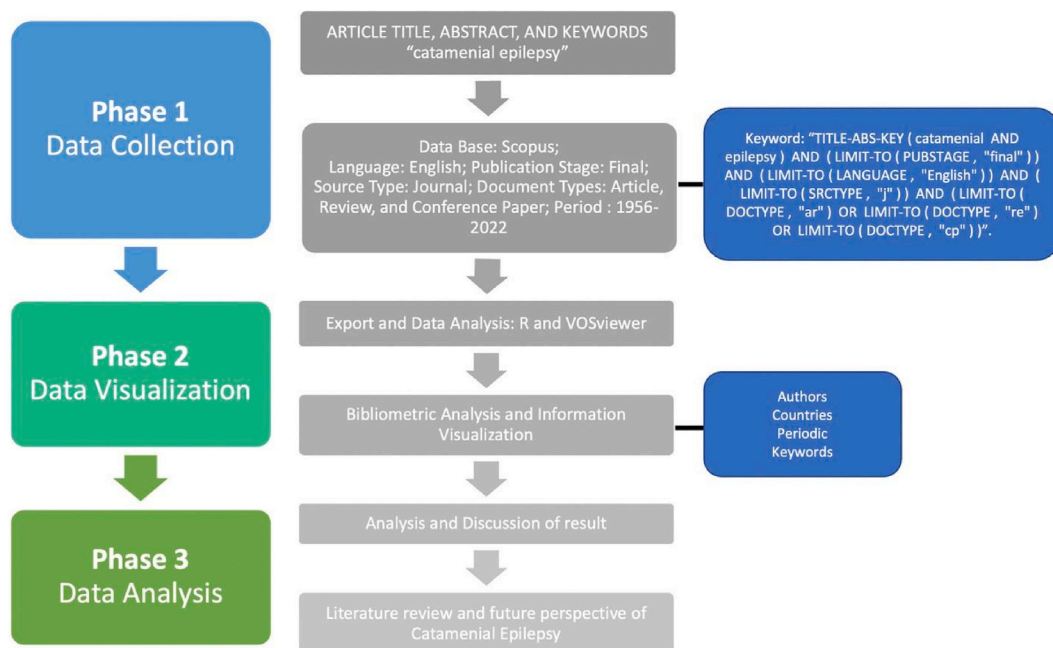 Phase 1
Data Collection
ARTICLE TITLE, ABSTRACT, AND KEYWORDS
“catamenial epilepsy”
Data Base: Scopus;
Language: English; Publication Stage: Final;
Source Type: Journal; Document Types: Article,
Review, and Conference Paper; Period : 1956-
2022
Keyword: “TITLE-ABS-KEY ( catamenial AND
epilepsy ) AND ( LIMIT-TO ( PUBSTAGE , "final" ) )
AND ( LIMIT-TO ( LANGUAGE , "English" ) ) AND (
LIMIT-TO ( SRCTYPE , "j" ) ) AND ( LIMIT-TO (
DOCTYPE , "ar" ) OR LIMIT-TO ( DOCTYPE , "re" )
OR LIMIT-TO ( DOCTYPE , "cp" ) )”.
Phase 2
Data Visualization
Export and Data Analysis: R and VOSviewer
Bibliometric Analysis and Information
Visualization
Authors
Countries
Periodic
Keywords
Phase 3
Data Analysis
Analysis and Discussion of result
Literature review and future perspective of
Catamenial Epilepsy